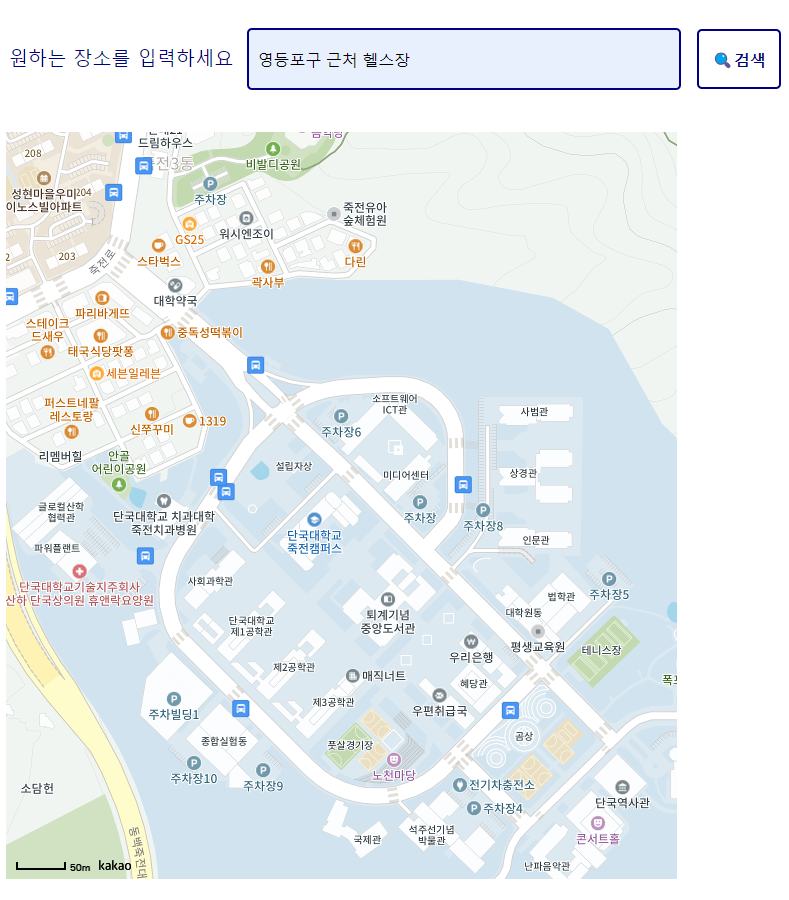 원하는 장소를 입력하세요
영등포구 근처 헬스장
검색
드림하우스
208
죽전3동
비발디공원
성현마을우미
이노스빌아파트
204
주차장
죽전유아
숲체험원
GS25
워시엔조이
203
죽전로
스타벅스
다린
곽사부
대학약국
파리바게뜨
스테이크
드새우
중독성떡볶이
태국식당팟퐁
세븐일레븐
퍼스트네팔
레스토랑
신쭈꾸미
1319
소프트웨어
ICT관
사범관
주차장6
리멤버힐
안골
어린이공원
설립자상
미디어센터
상경관
글로컬산학
협력관
단국대학교 치과대학
죽전치과병원
주차장
주차장8
단국대학교
죽전캠퍼스
인문관
파워플랜트
단국대학교기술지주회사
산하 단국상의원 휴앤락요양원
사회과학관
법학관
주차장5
대학원동
퇴계기념
중앙도서관
단국대학교
제1공학관
평생교육원
테니스장
우리은행
제2공학관
매직너트
혜당관
제3공학관
우편취급국
주차빌딩1
곰상
종합실험동
풋살경기장
노천마당
주차장10
주차장9
전기차충전소
소담헌
주차장4
단국역사관
석주선기념
박물관
국제관
콘서트홀
난파음악관
동백죽전대
50m
kakao